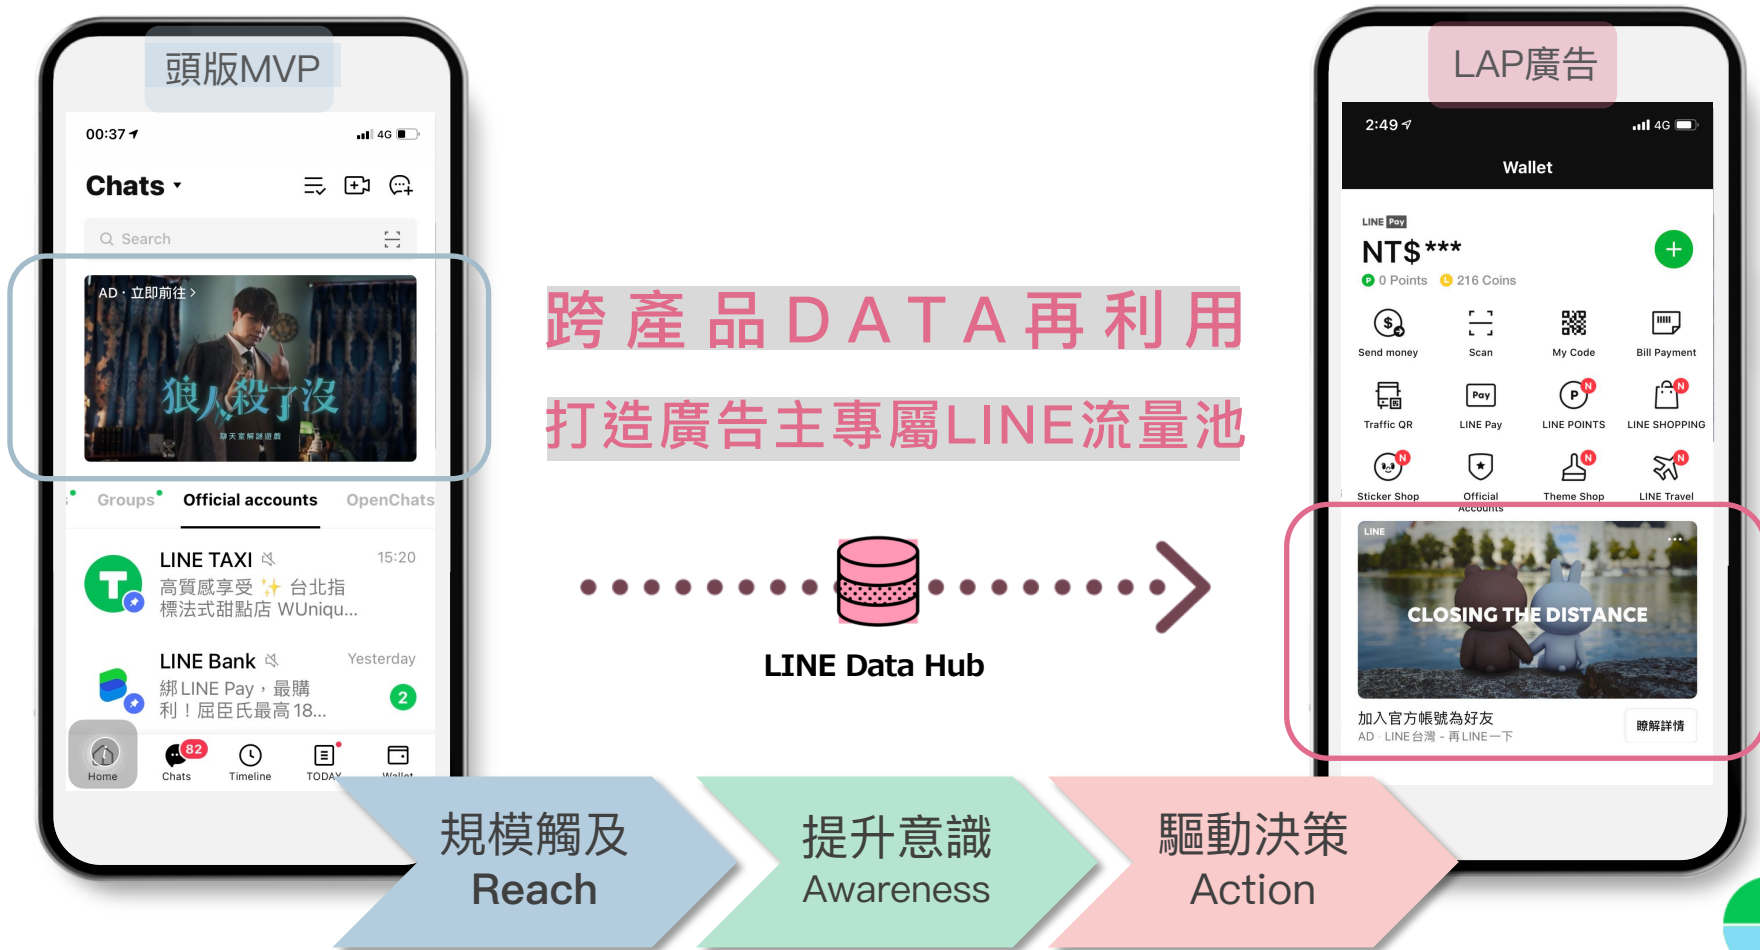 頭版MVP
00:37
4G
Chats
Search
AD · 立即前往 >
狼人殺了沒
聊天室解謎遊戲
Groups
Official accounts
OpenChats
LINE TAXI
15:20
高質感享受 ✨ 台北指
標法式甜點店 WUniqu...
LINE Bank
Yesterday
綁 LINE Pay，最購
利！屈臣氏最高 18...
2
82
Home
Chats
Timeline
TODAY
Wallet
跨產品DATA再利用
打造廣告主專屬LINE流量池
LINE Data Hub
LAP廣告
2:49
4G
Wallet
LINE Pay
NT$ ***
P 0 Points
L 216 Coins
Send money
Scan
My Code
Bill Payment
Pay
P
N
N
Traffic QR
LINE Pay
LINE POINTS
LINE SHOPPING
N
N
N
Sticker Shop
Official Accounts
Theme Shop
LINE Travel
LINE
CLOSING THE DISTANCE
加入官方帳號為好友
AD · LINE台灣 - 再LINE一下
瞭解詳情
規模觸及
Reach
提升意識
Awareness
驅動決策
Action